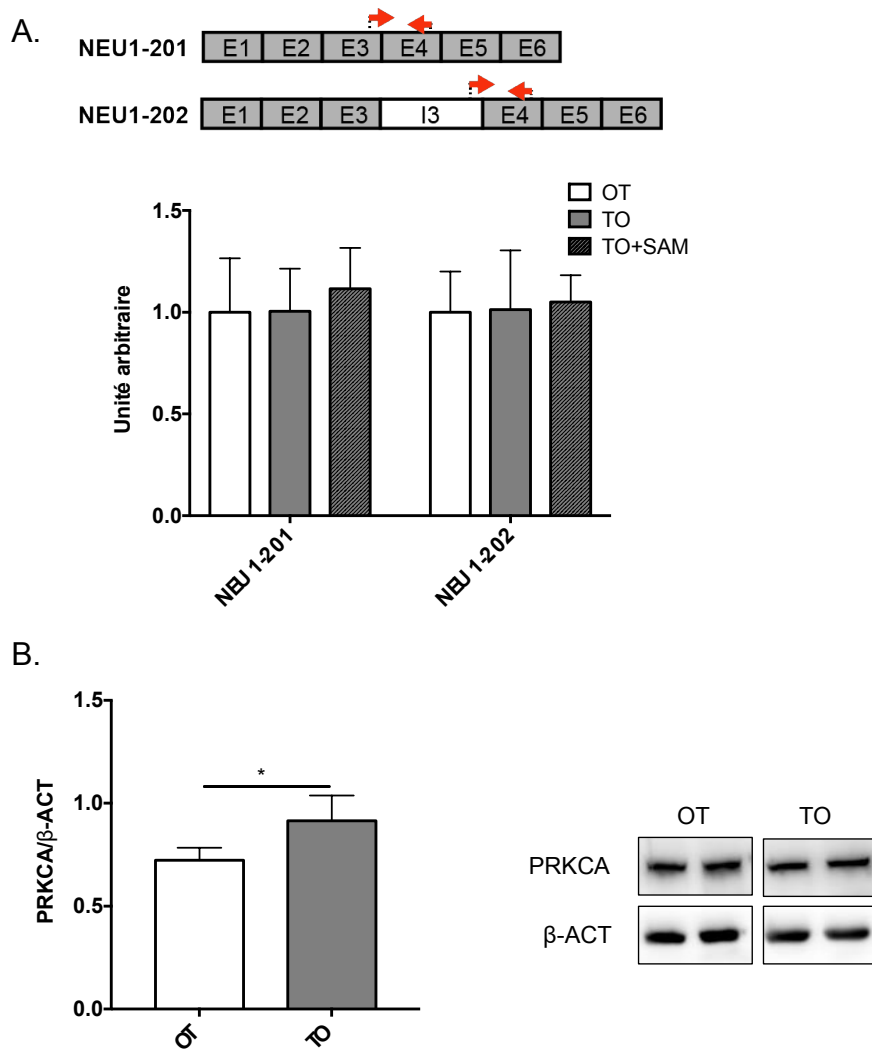 A.
NEU1-201 E1 E2 E3 E4 E5 E6
NEU1-202 E1 E2 E3 I3 E4 E5 E6
OT
TO
TO+SAM
Unité arbitraire
1.5
1.0
0.5
0.0
NEU1-201 NEU1-202
B.
PRKCA/β-ACT
1.5
1.0
0.5
0.0
*
OT TO
OT TO
PRKCA
β-ACT